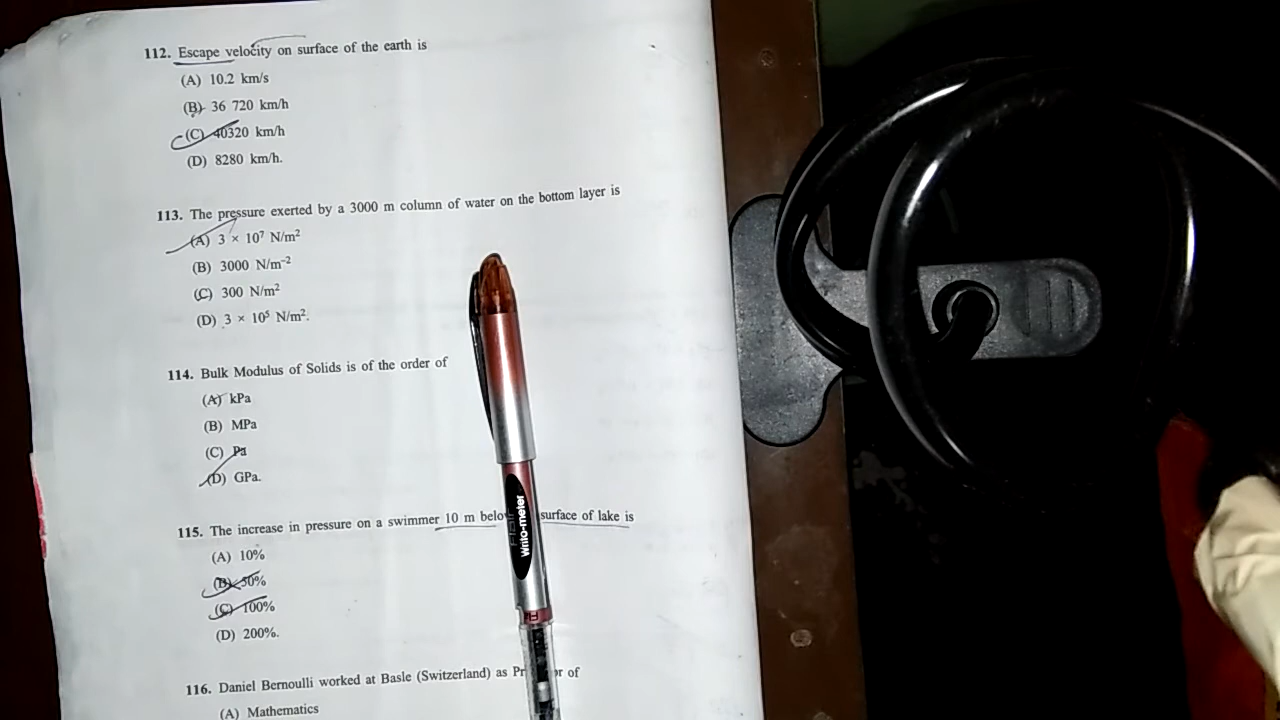 112. Escape velocity on surface of the earth is
(A) 10.2 km/s
(B) 36 720 km/h
(C) 40320 km/h
(D) 8280 km/h.
113. The pressure exerted by a 3000 m column of water on the bottom layer is
(A) 3 × 10⁷ N/m²
(B) 3000 N/m⁻²
(C) 300 N/m²
(D) 3 × 10⁵ N/m².
114. Bulk Modulus of Solids is of the order of
(A) kPa
(B) MPa
(C) Pa
(D) GPa.
115. The increase in pressure on a swimmer 10 m belo surface of lake is
(A) 10%
(B) 50%
(C) 100%
(D) 200%.
116. Daniel Bernoulli worked at Basle (Switzerland) as Pr r of
(A) Mathematics
Writo-meter